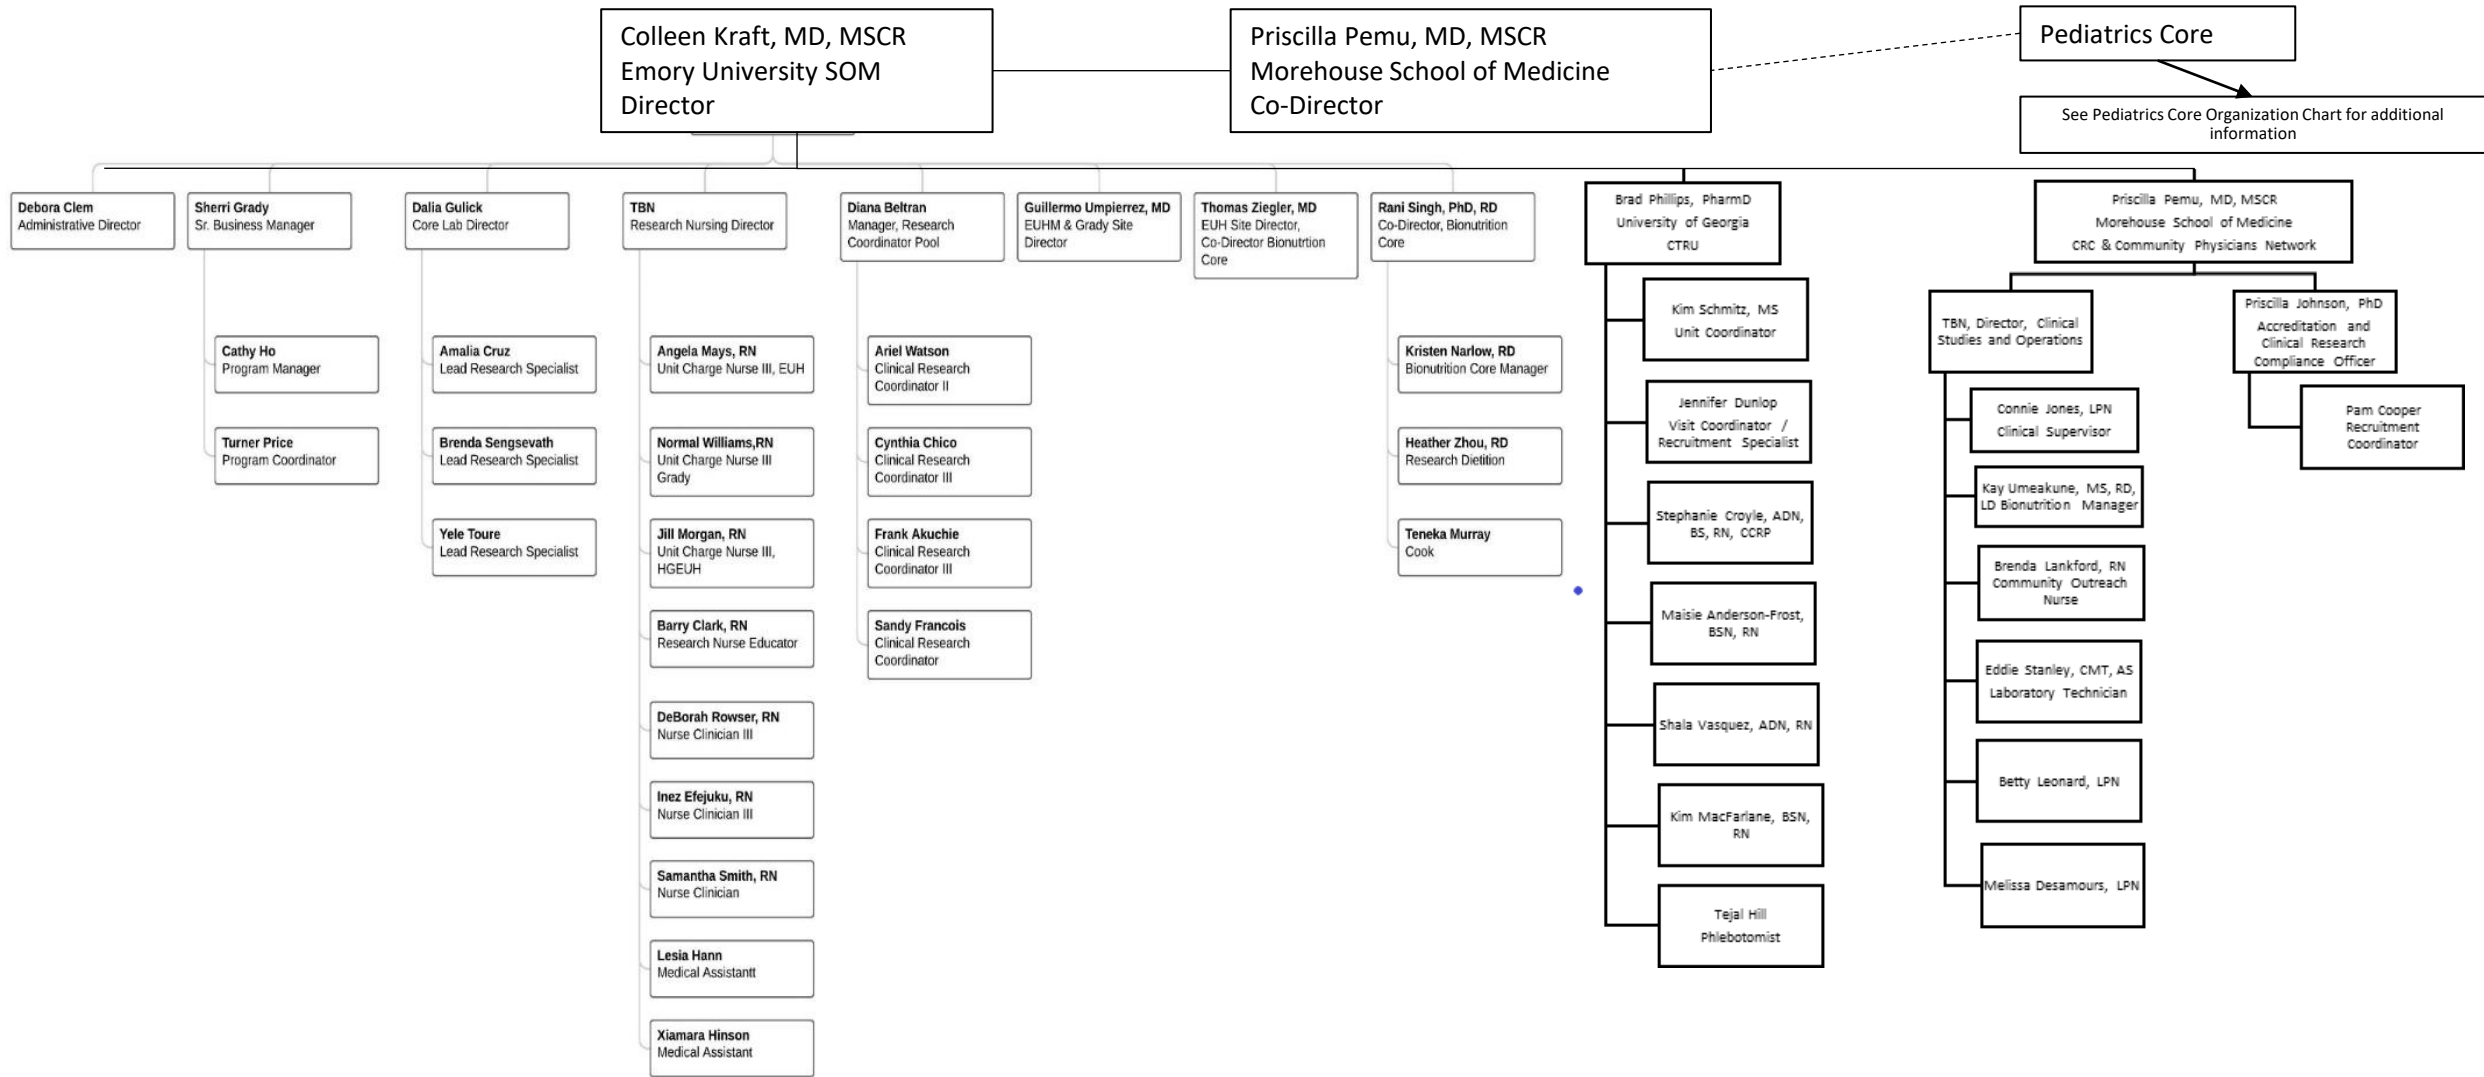 Colleen Kraft, MD, MSCR
Emory University SOM
Director
Priscilla Pemu, MD, MSCR
Morehouse School of Medicine
Co-Director
Pediatrics Core
See Pediatrics Core Organization Chart for additional
information
Debora Clem
Administrative Director
Sherri Grady
Sr. Business Manager
Cathy Ho
Program Manager
Turner Price
Program Coordinator
Dalia Gulick
Core Lab Director
Amalia Cruz
Lead Research Specialist
Brenda Sengsevath
Lead Research Specialist
Yele Toure
Lead Research Specialist
TBN
Research Nursing Director
Angela Mays, RN
Unit Charge Nurse III, EUH
Normal Williams,RN
Unit Charge Nurse III
Grady
Jill Morgan, RN
Unit Charge Nurse III,
HGEUH
Barry Clark, RN
Research Nurse Educator
DeBorah Rowser, RN
Nurse Clinician III
Inez Efejuku, RN
Nurse Clinician III
Samantha Smith, RN
Nurse Clinician
Lesia Hann
Medical Assistantt
Xiamara Hinson
Medical Assistant
Diana Beltran
Manager, Research
Coordinator Pool
Ariel Watson
Clinical Research
Coordinator II
Cynthia Chico
Clinical Research
Coordinator III
Frank Akuchie
Clinical Research
Coordinator III
Sandy Francois
Clinical Research
Coordinator
Guillermo Umpierrez, MD
EUHM & Grady Site
Director
Thomas Ziegler, MD
EUH Site Director,
Co-Director Bionutrtion
Core
Rani Singh, PhD, RD
Co-Director, Bionutrition
Core
Kristen Narlow, RD
Bionutrition Core Manager
Heather Zhou, RD
Research Dietition
Teneka Murray
Cook
Brad Phillips, PharmD
University of Georgia
CTRU
Kim Schmitz, MS
Unit Coordinator
Jennifer Dunlop
Visit Coordinator /
Recruitment Specialist
Stephanie Croyle, ADN,
BS, RN, CCRP
Maisie Anderson-Frost,
BSN, RN
Shala Vasquez, ADN, RN
Kim MacFarlane, BSN,
RN
Tejal Hill
Phlebotomist
Priscilla Pemu, MD, MSCR
Morehouse School of Medicine
CRC & Community Physicians Network
TBN, Director, Clinical
Studies and Operations
Connie Jones, LPN
Clinical Supervisor
Kay Umeakune, MS, RD,
LD Bionutrition Manager
Brenda Lankford, RN
Community Outreach
Nurse
Eddie Stanley, CMT, AS
Laboratory Technician
Betty Leonard, LPN
Melissa Desamours, LPN
Priscilla Johnson, PhD
Accreditation and
Clinical Research
Compliance Officer
Pam Cooper
Recruitment
Coordinator